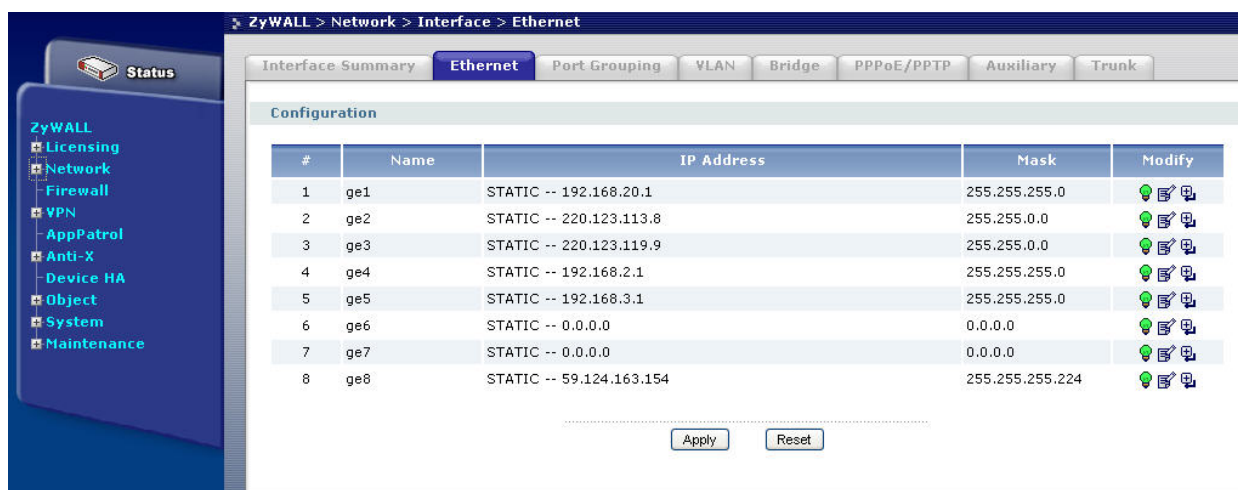 ZyWALL > Network > Interface > Ethernet
Status
Interface Summary Ethernet Port Grouping VLAN Bridge PPPoE/PPTP Auxiliary Trunk
Configuration
ZyWALL
Licensing
Network
Firewall
VPN
AppPatrol
Anti-X
Device HA
Object
System
Maintenance
# Name IP Address Mask Modify
1 ge1 STATIC -- 192.168.20.1 255.255.255.0
2 ge2 STATIC -- 220.123.113.8 255.255.0.0
3 ge3 STATIC -- 220.123.119.9 255.255.0.0
4 ge4 STATIC -- 192.168.2.1 255.255.255.0
5 ge5 STATIC -- 192.168.3.1 255.255.255.0
6 ge6 STATIC -- 0.0.0.0 0.0.0.0
7 ge7 STATIC -- 0.0.0.0 0.0.0.0
8 ge8 STATIC -- 59.124.163.154 255.255.255.224
Apply Reset